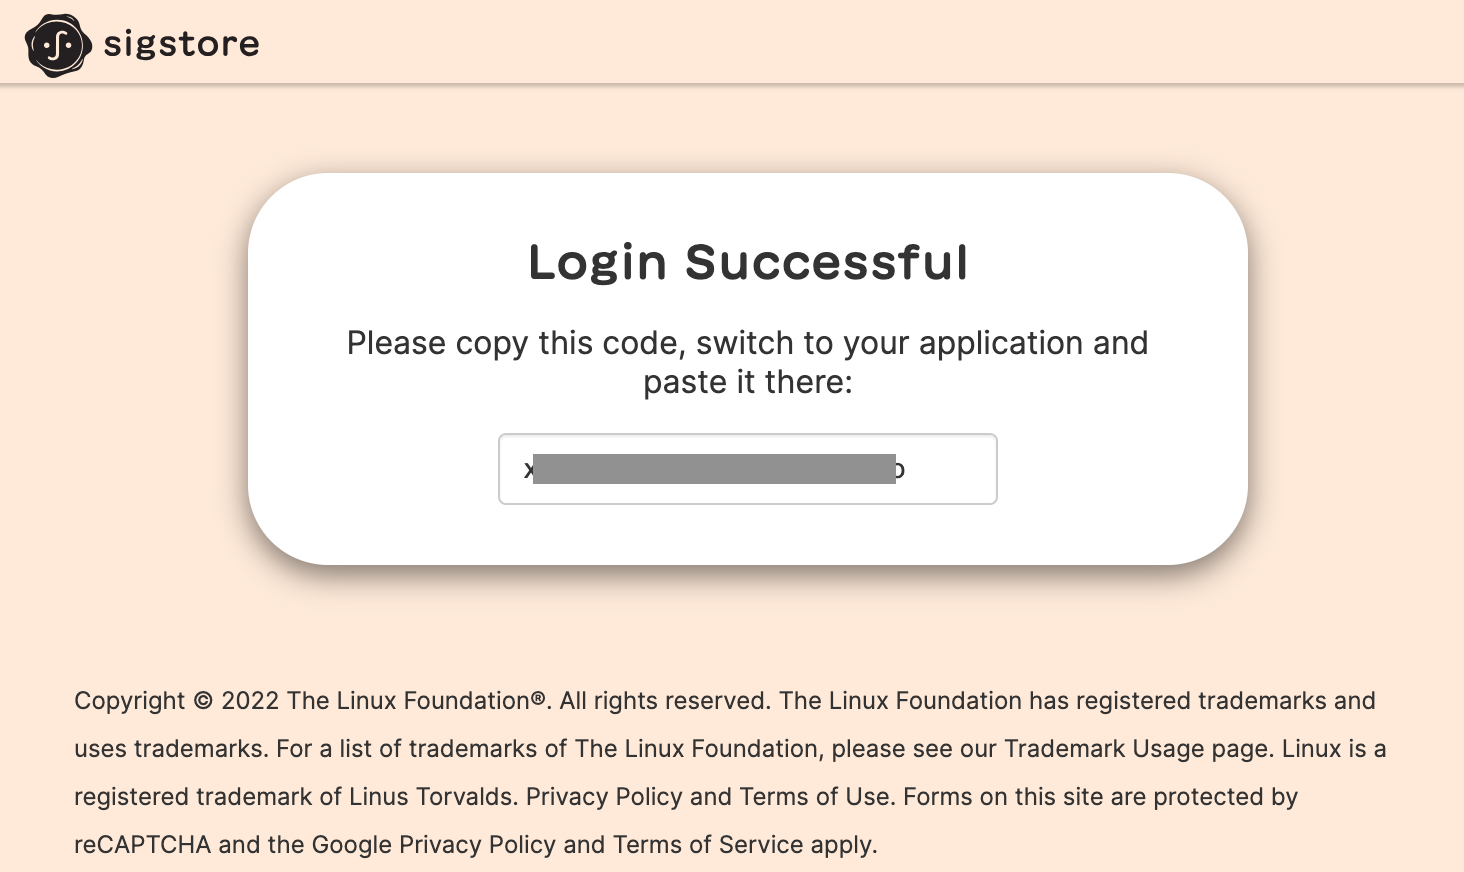 sigstore
Login Successful
Please copy this code, switch to your application and
paste it there:
Copyright © 2022 The Linux Foundation®. All rights reserved. The Linux Foundation has registered trademarks and
uses trademarks. For a list of trademarks of The Linux Foundation, please see our Trademark Usage page. Linux is a
registered trademark of Linus Torvalds. Privacy Policy and Terms of Use. Forms on this site are protected by
reCAPTCHA and the Google Privacy Policy and Terms of Service apply.